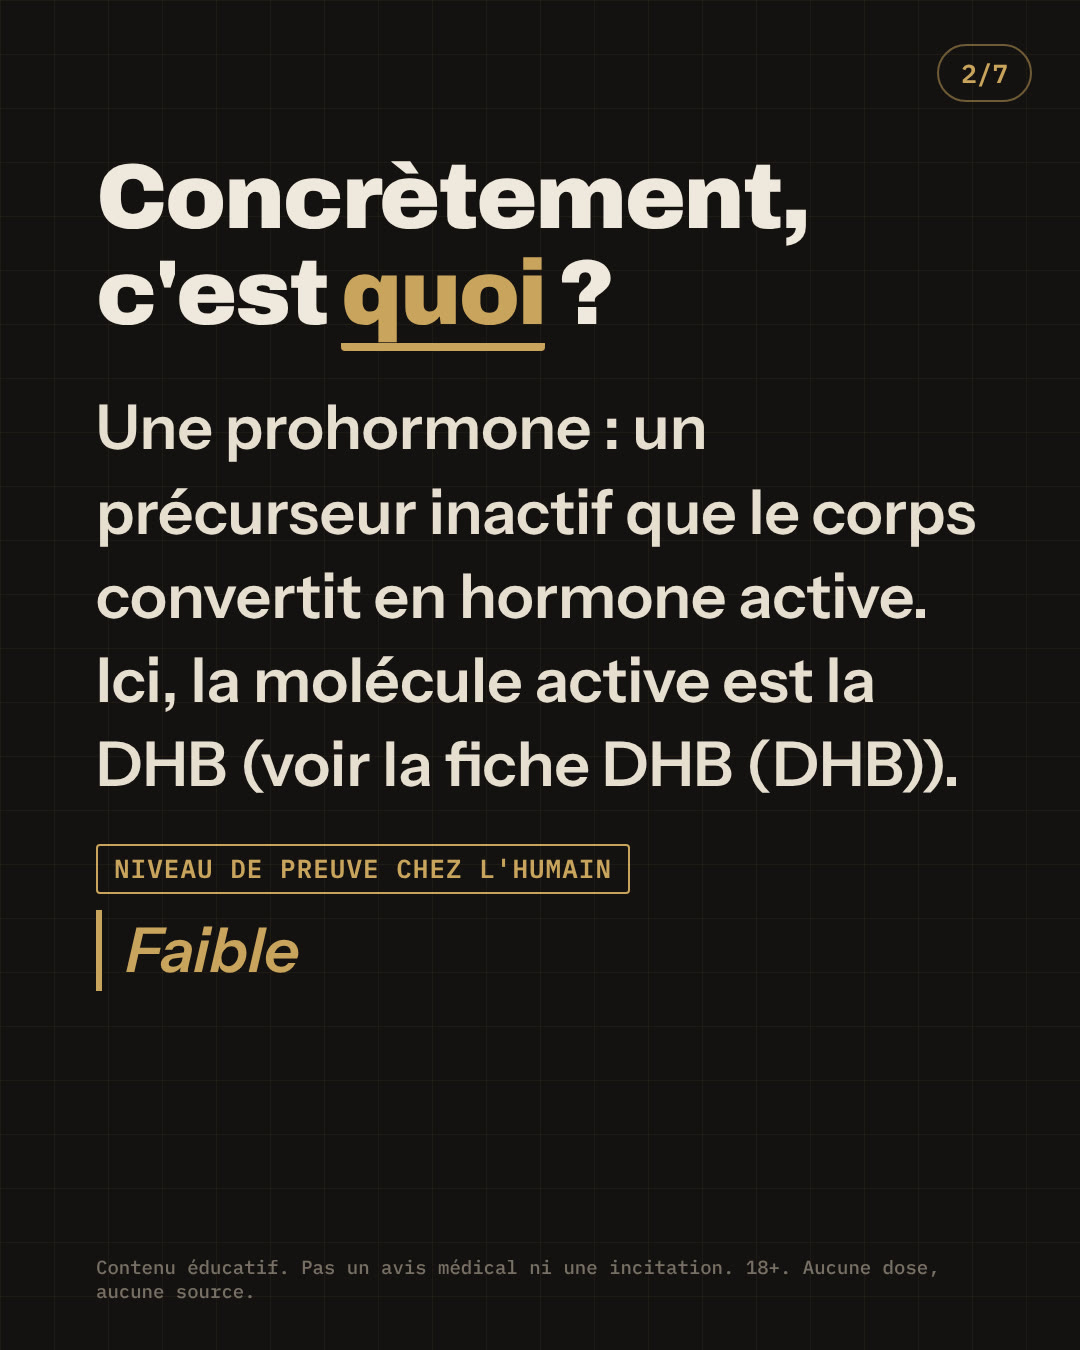 2/7
Concrètement,
c'est quoi ?
Une prohormone : un
précurseur inactif que le corps
convertit en hormone active.
Ici, la molécule active est la
DHB (voir la fiche DHB (DHB)).
NIVEAU DE PREUVE CHEZ L'HUMAIN
Faible
Contenu éducatif. Pas un avis médical ni une incitation. 18+. Aucune dose,
aucune source.